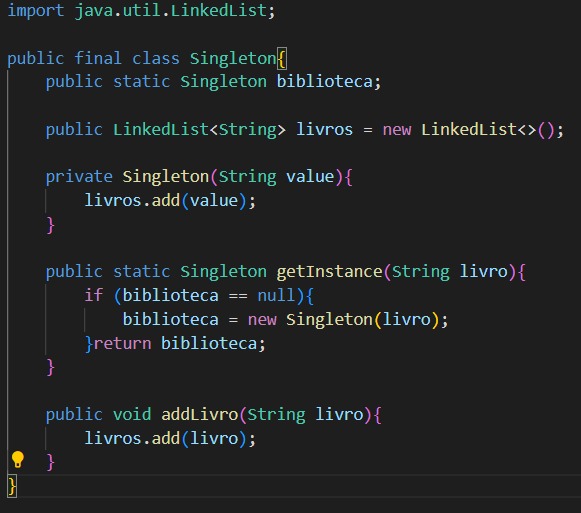 import java.util.LinkedList;
public final class Singleton{
public static Singleton biblioteca;
public LinkedList<String> livros = new LinkedList<>();
private Singleton(String value){
livros.add(value);
}
public static Singleton getInstance(String livro){
if (biblioteca == null){
biblioteca = new Singleton(livro);
}return biblioteca;
}
public void addLivro(String livro){
livros.add(livro);
}
}